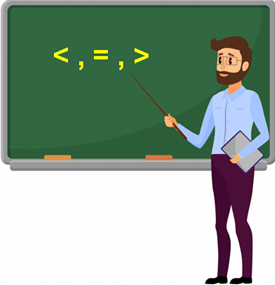 < , = , >